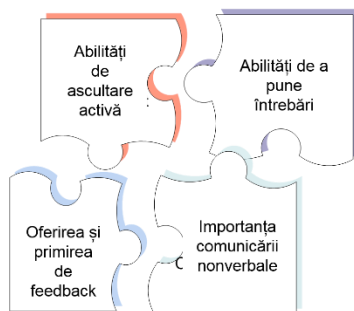 Abilități
de
ascultare
activă
:
Abilități de a
pune
întrebări
Oferirea și
primirea
de
feedback
Importanța
comunicării
nonverbale